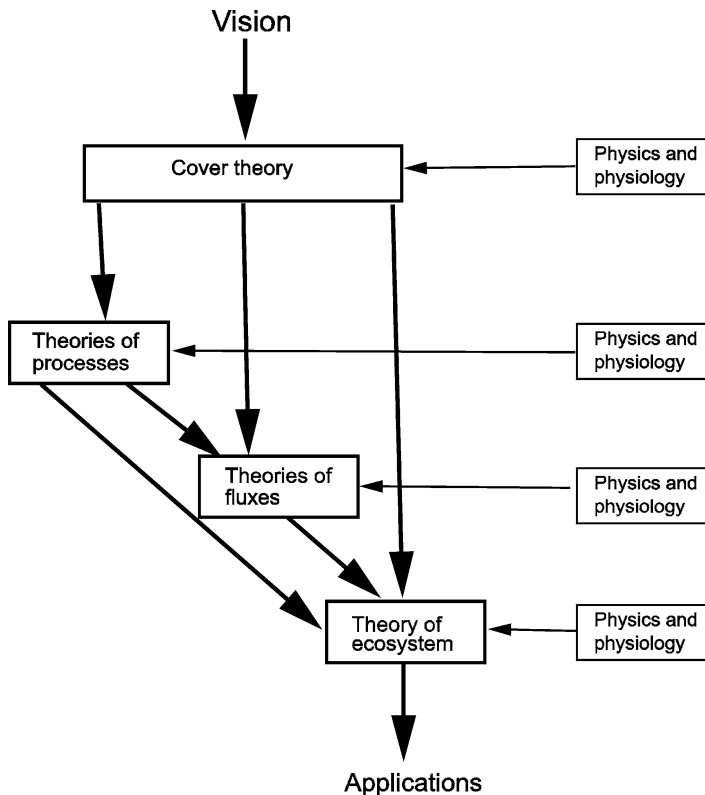 Vision
Cover theory
Physics and
physiology
Theories of
processes
Physics and
physiology
Theories of
fluxes
Physics and
physiology
Theory of
ecosystem
Physics and
physiology
Applications